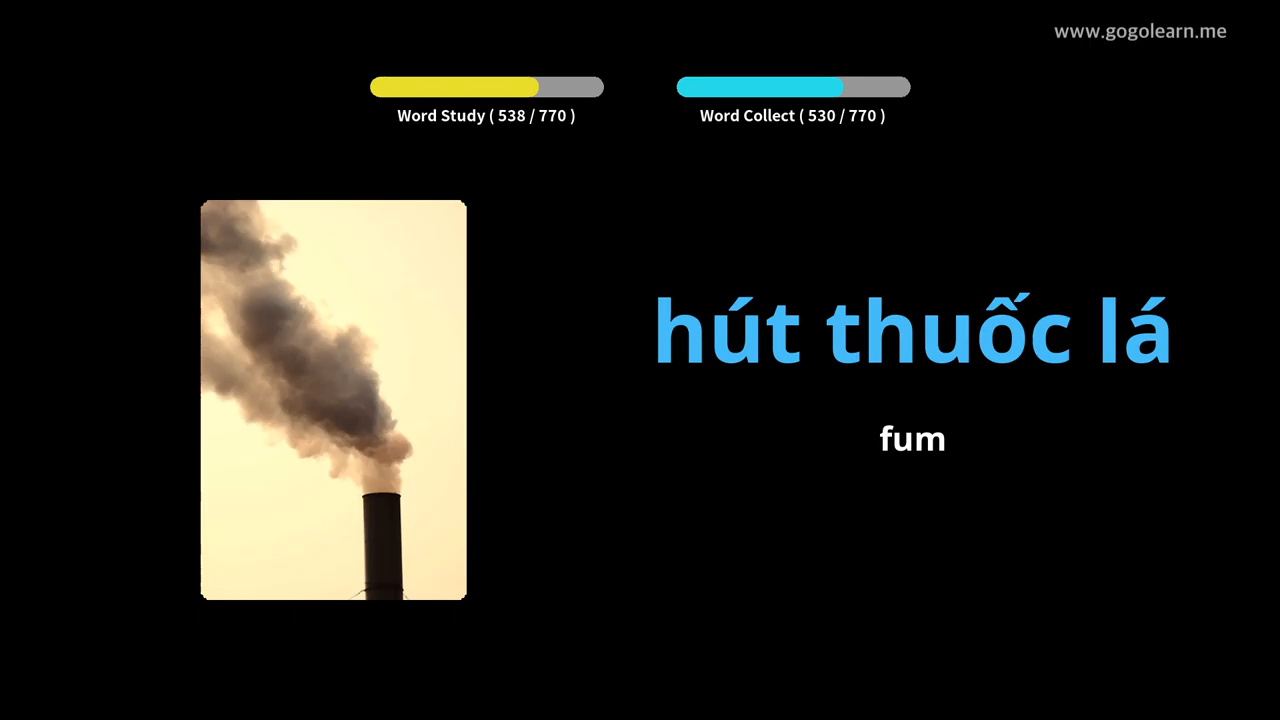 www.gogolearn.me
Word Study ( 538 / 770 )
Word Collect ( 530 / 770 )
hút thuốc lá
fum